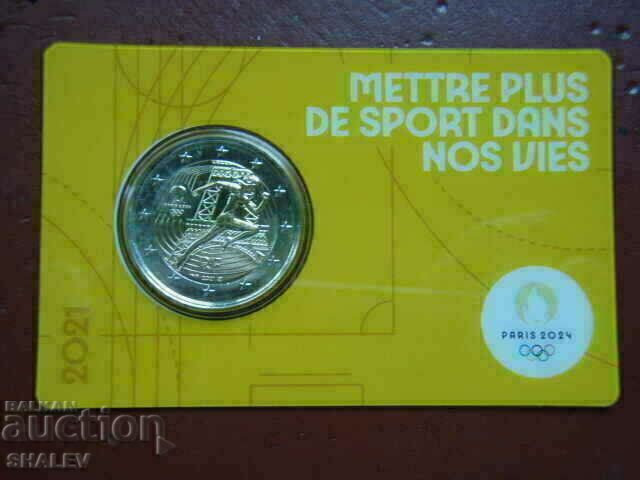 METTRE PLUS
DE SPORT DANS
NOS VIES
2021
PARIS 2024
BALKAN
auction
SHALEV